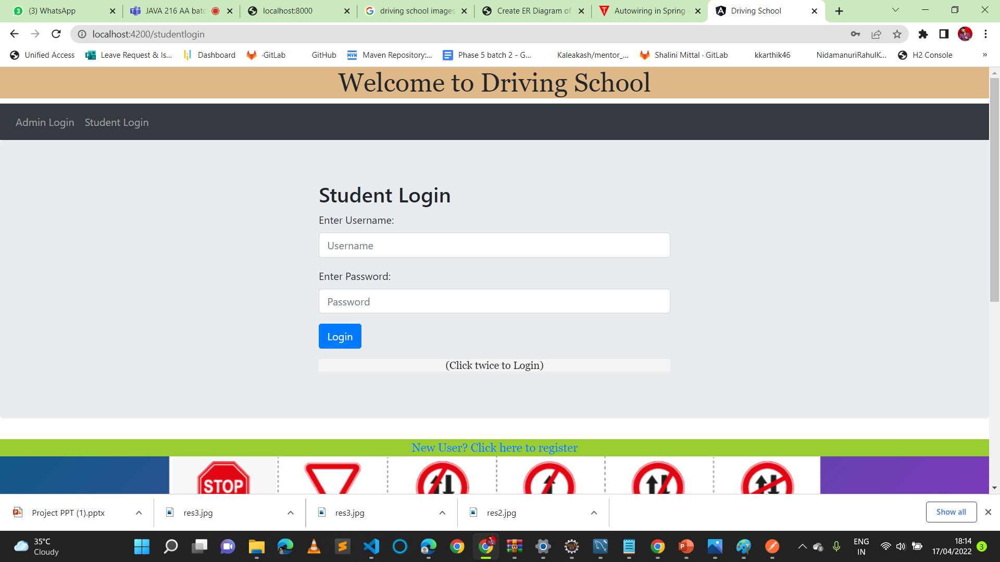 (3) WhatsApp
JAVA 216 AA batc
localhost:8000
driving school images
Create ER Diagram of
Autowiring in Spring
Driving School
localhost:4200/studentlogin
Unified Access
Leave Request & Is...
Dashboard
·GitLab
GitHub
MVN
Maven Repository:...
Phase 5 batch 2 - G...
Kaleakash/mentor_...
Shalini Mittal · GitLab
kkarthik46
NidamanuriRahulK...
H2 Console
»
Welcome to Driving School
Admin Login Student Login
Student Login
Enter Username:
Username
Enter Password:
Password
Login
(Click twice to Login)
New User? Click here to register
STOP
Project PPT (1).pptx
res3.jpg
res3.jpg
res2.jpg
Show all
35°C
Cloudy
ENG
IN
18:14
17/04/2022
3